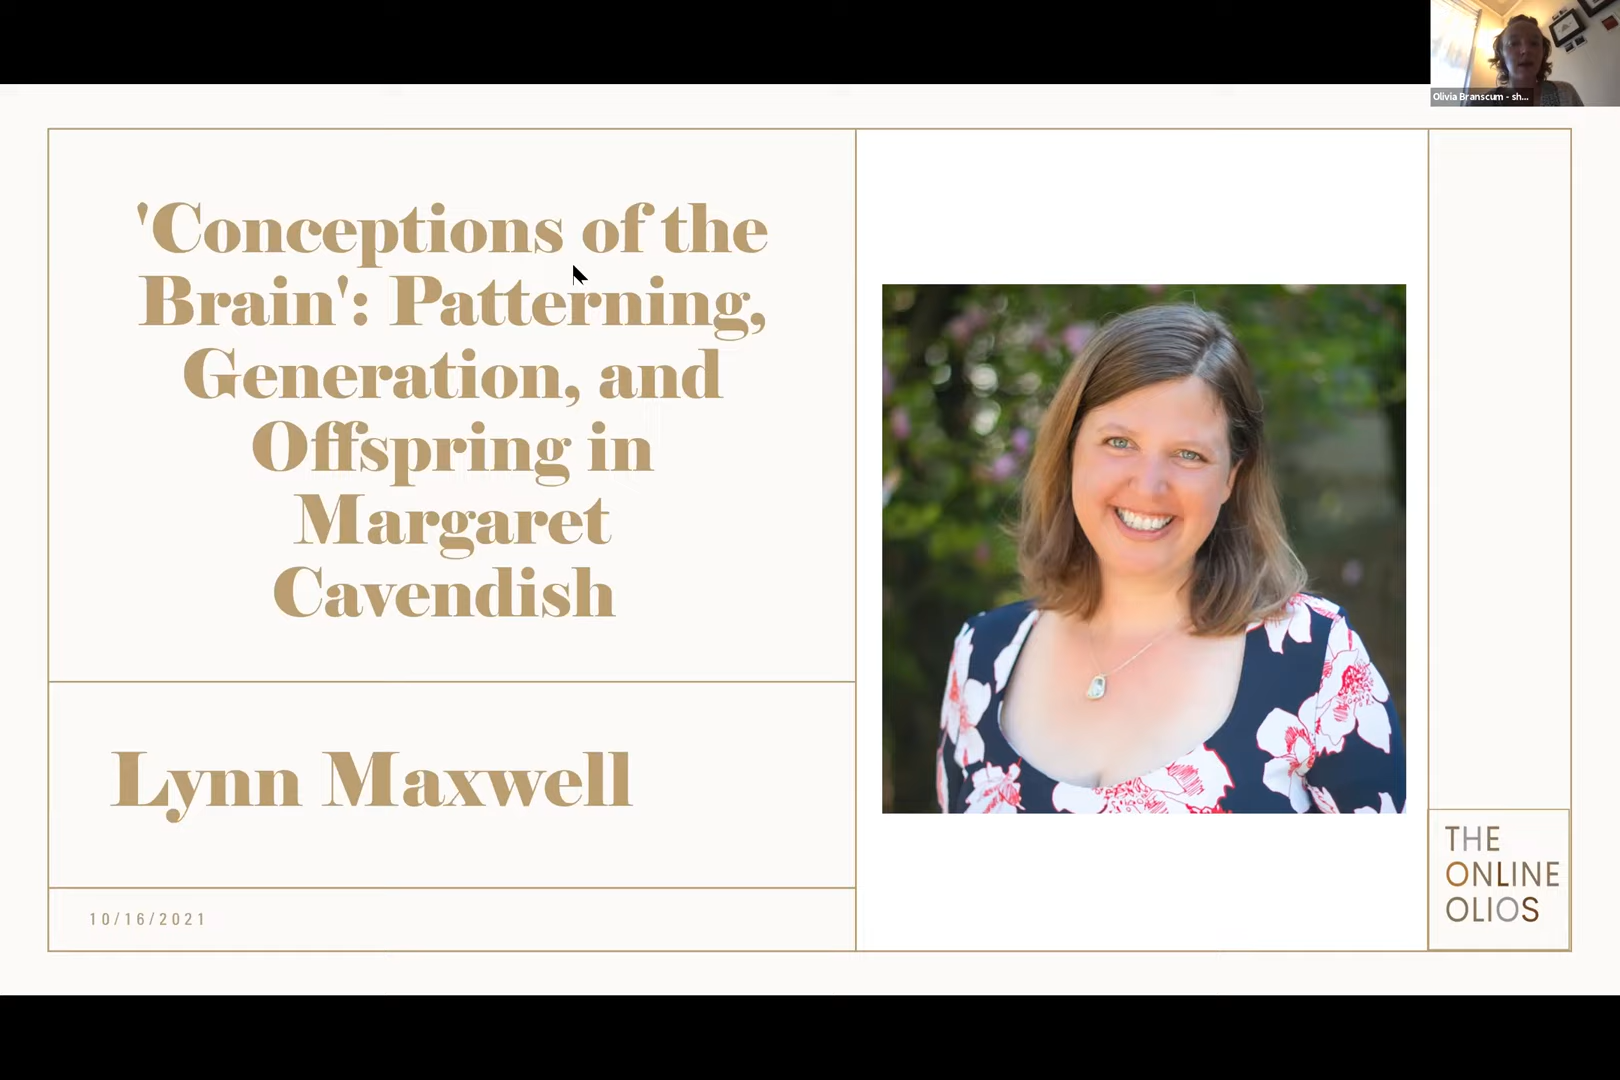 'Conceptions of the
Brain': Patterning,
Generation, and
Offspring in
Margaret
Cavendish
Lynn Maxwell
10/16/2021
THE
ONLINE
OLIOS
Olivia Branscum - sh...